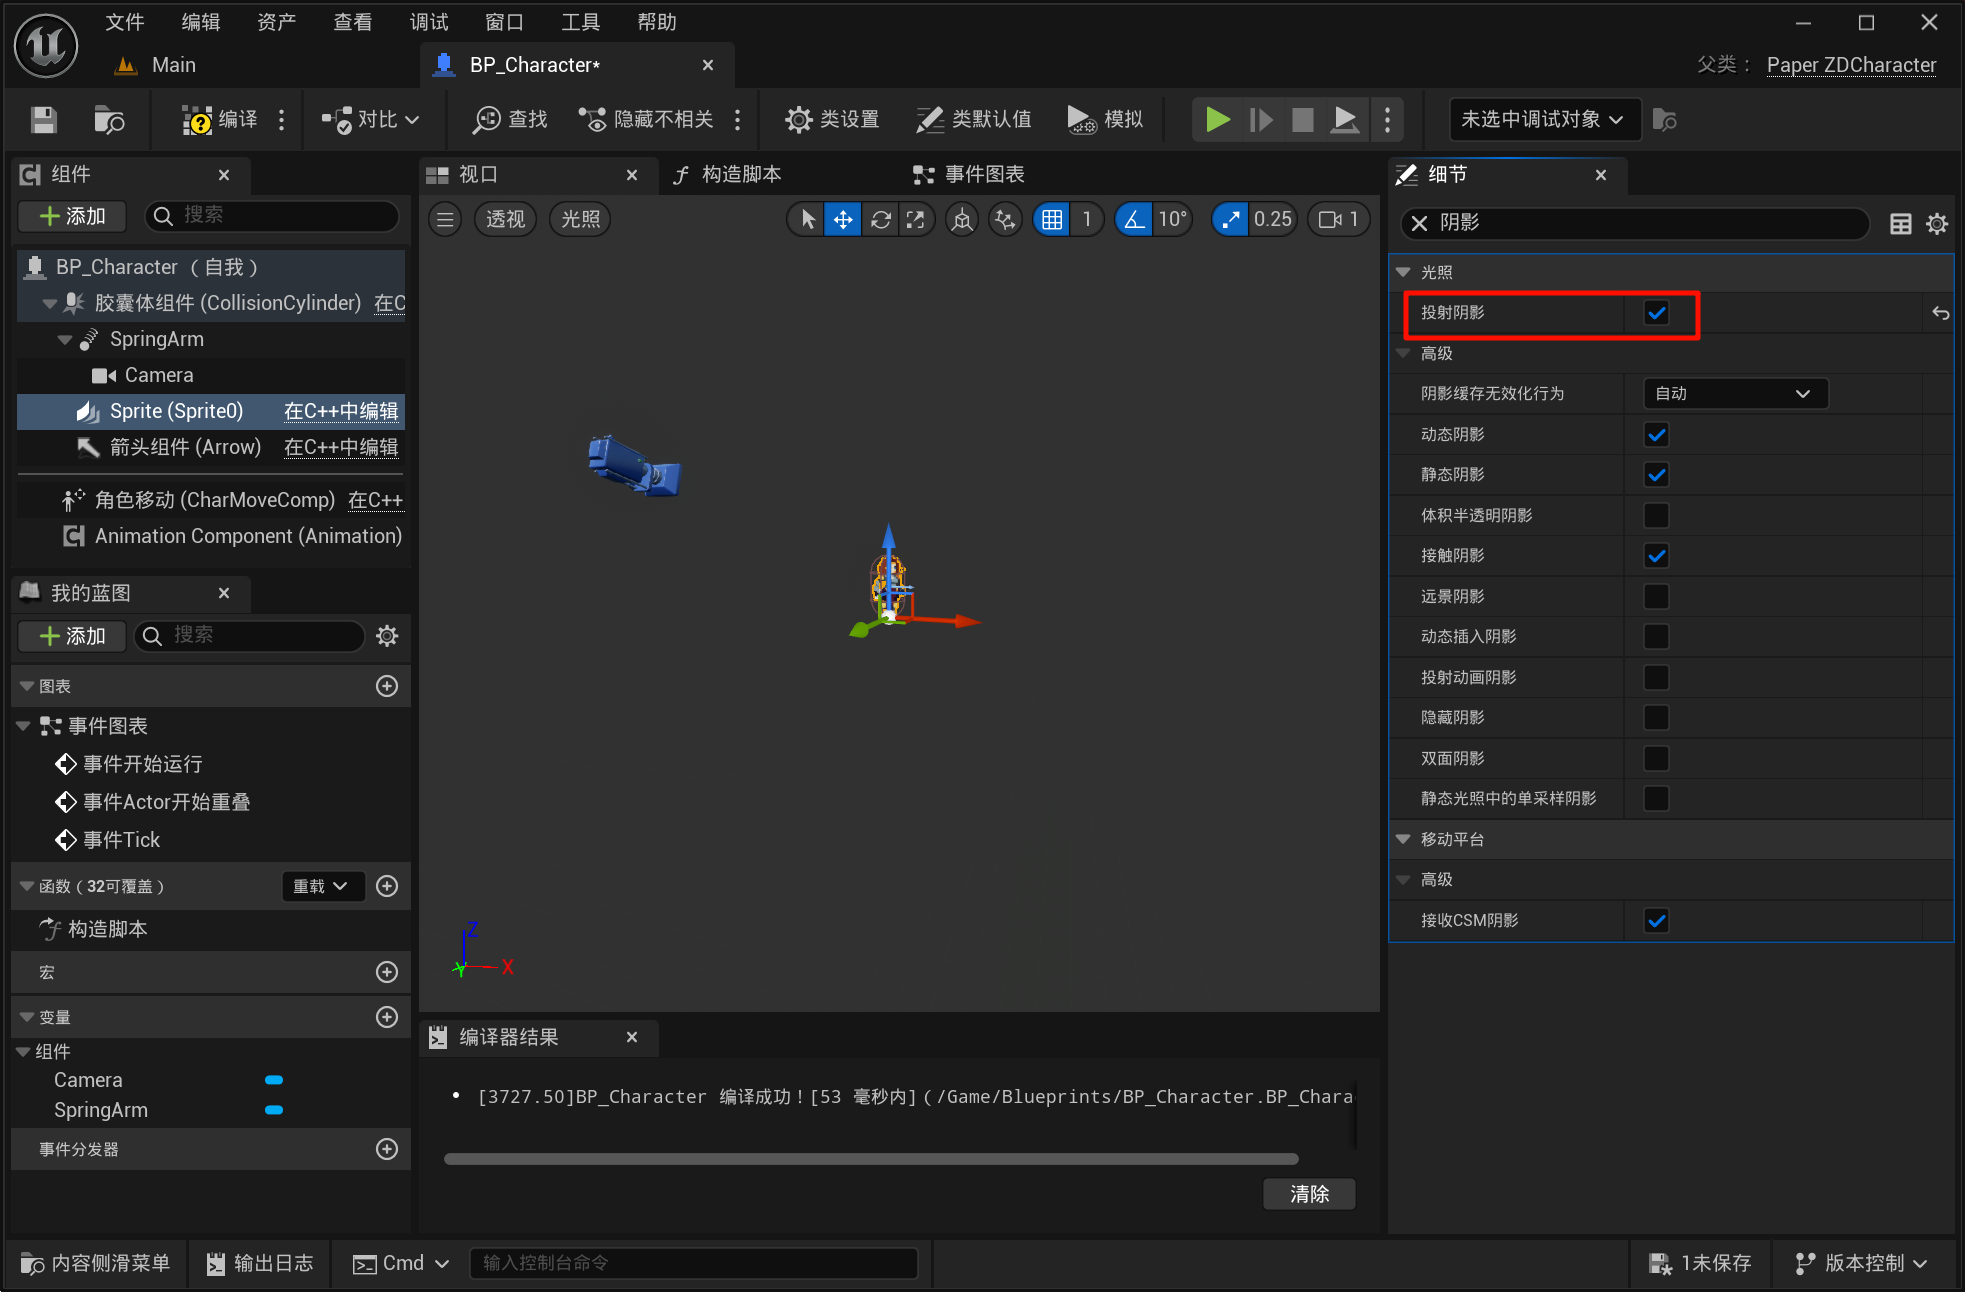 文件 编辑 资产 查看 调试 窗口 工具 帮助
Main
BP_Character*
父类： Paper ZDCharacter
编译 对比 查找 隐藏不相关 类设置 类默认值 模拟 未选中调试对象
组件
添加 搜索
BP_Character （自我）
胶囊体组件 (CollisionCylinder) 在C
SpringArm
Camera
Sprite (Sprite0) 在C++中编辑
箭头组件 (Arrow) 在C++中编辑
角色移动 (CharMoveComp) 在C++
Animation Component (Animation)
我的蓝图
添加 搜索
图表
事件图表
事件开始运行
事件Actor开始重叠
事件Tick
函数（32可覆盖） 重载
构造脚本
宏
变量
组件
Camera
SpringArm
事件分发器
视口 构造脚本 事件图表
透视 光照 1 10° 0.25 1
Z
Y X
编译器结果
[3727.50]BP_Character 编译成功！[53 毫秒内]（/Game/Blueprints/BP_Character.BP_Chara
清除
细节
阴影
光照
投射阴影
高级
阴影缓存无效化行为 自动
动态阴影
静态阴影
体积半透明阴影
接触阴影
远景阴影
动态插入阴影
投射动画阴影
隐藏阴影
双面阴影
静态光照中的单采样阴影
移动平台
高级
接收CSM阴影
内容侧滑菜单 输出日志 Cmd 输入控制台命令 1未保存 版本控制